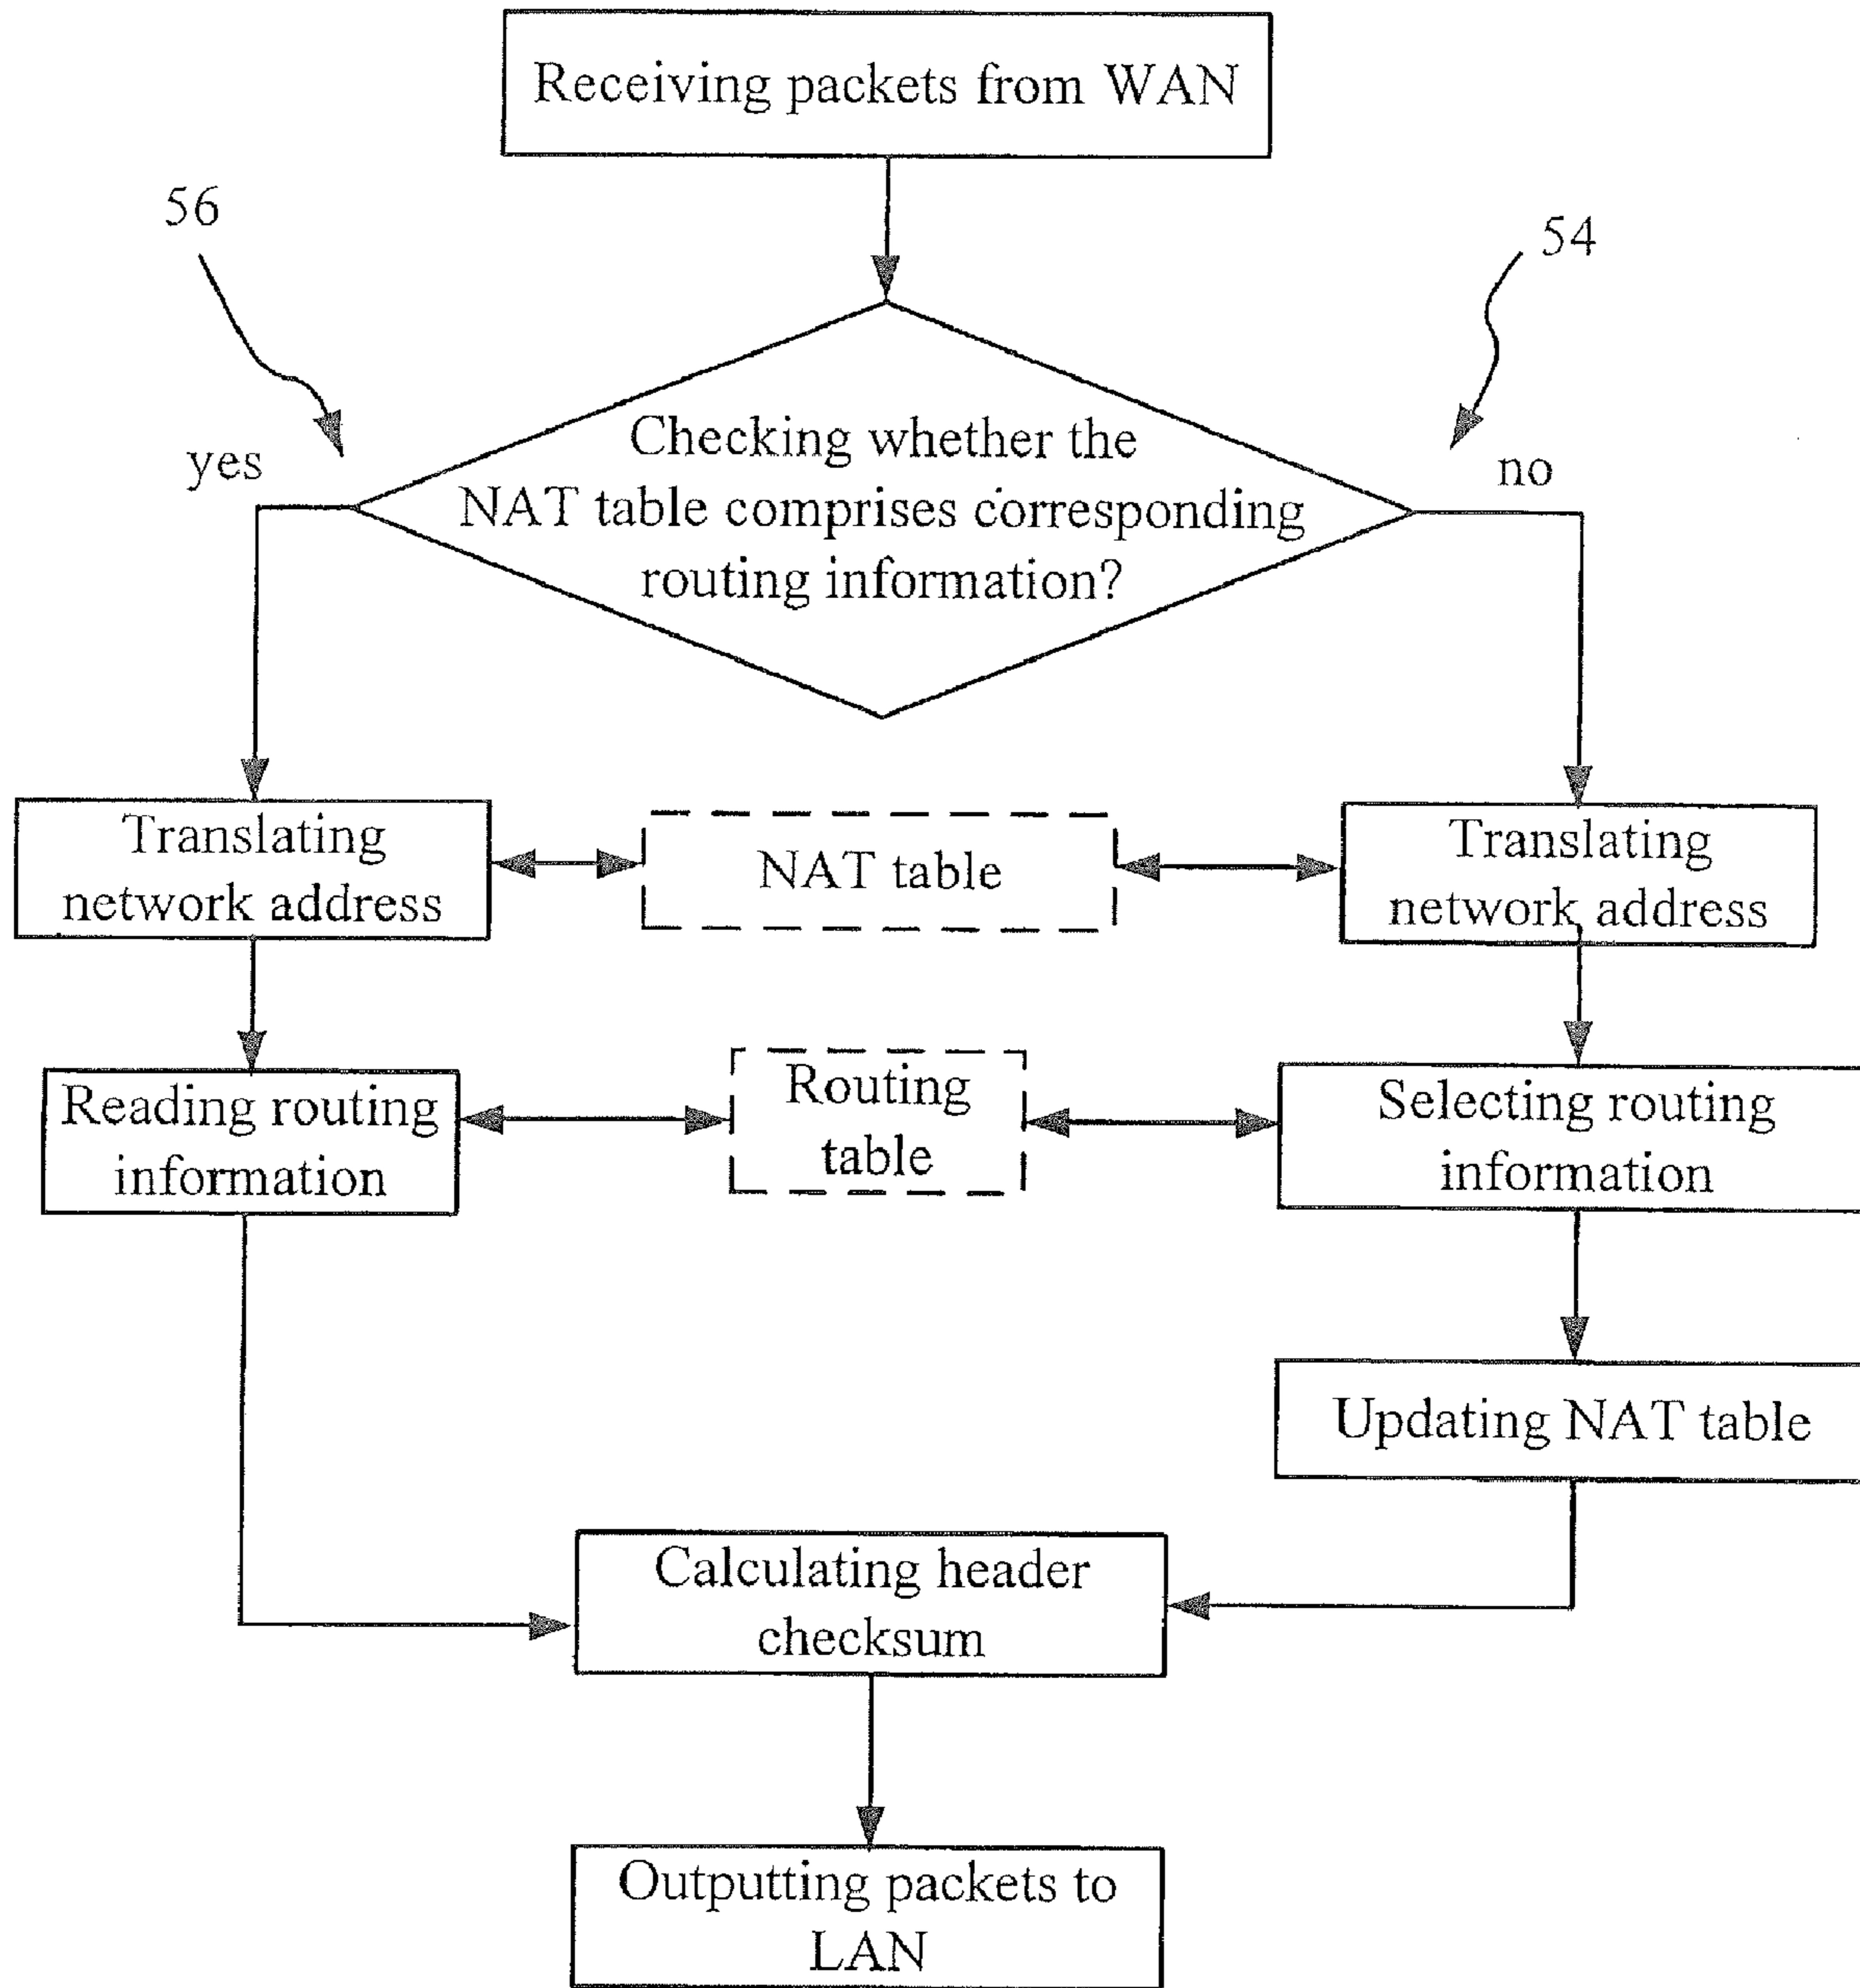 Receiving packets from WAN
56
54
Checking whether the
yes
no
NAT table comprises corresponding
routing information?
Translating
network address
NAT table
Translating
network address
Reading routing
information
Routing
table
Selecting routing
information
Updating NAT table
Calculating header
checksum
Outputting packets to
LAN